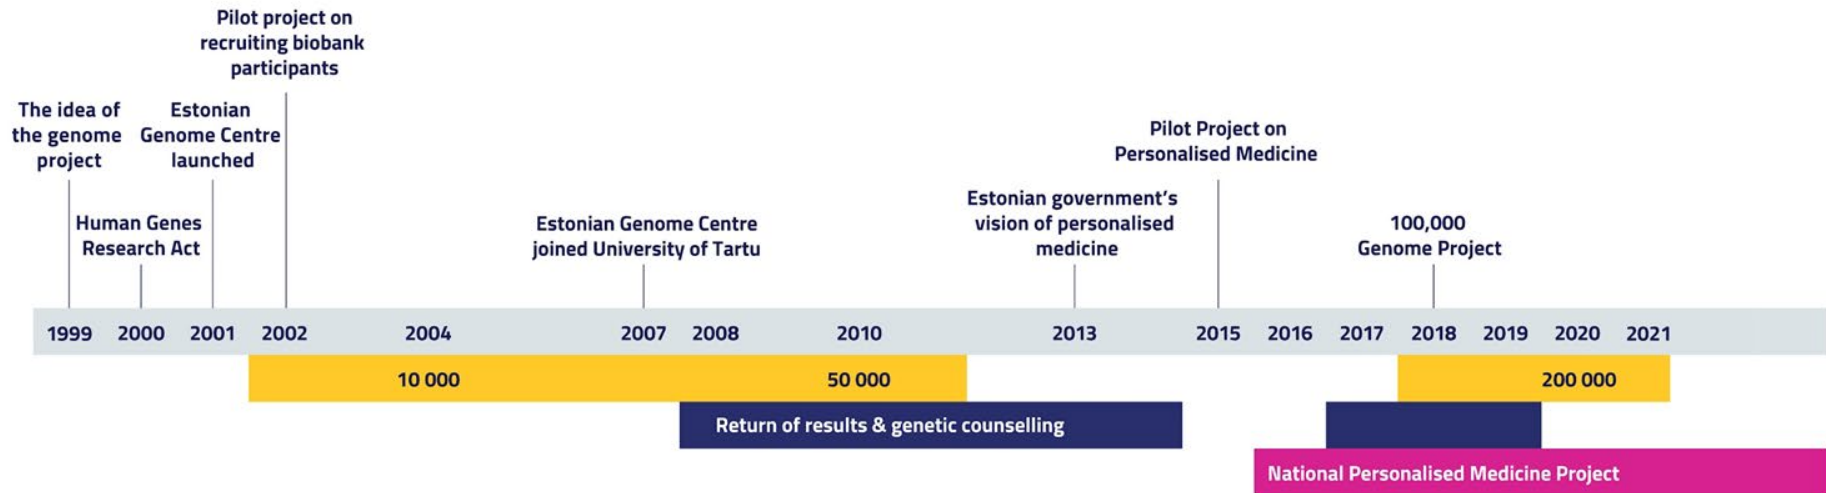 Pilot project on
recruiting biobank
participants
The idea of
the genome
project
Estonian
Genome Centre
launched
Human Genes
Research Act
Estonian Genome Centre
joined University of Tartu
Estonian government's
vision of personalised
medicine
Pilot Project on
Personalised Medicine
100,000
Genome Project
1999 2000 2001 2002 2004 2007 2008 2010 2013 2015 2016 2017 2018 2019 2020 2021
10 000 50 000 200 000
Return of results & genetic counselling
National Personalised Medicine Project